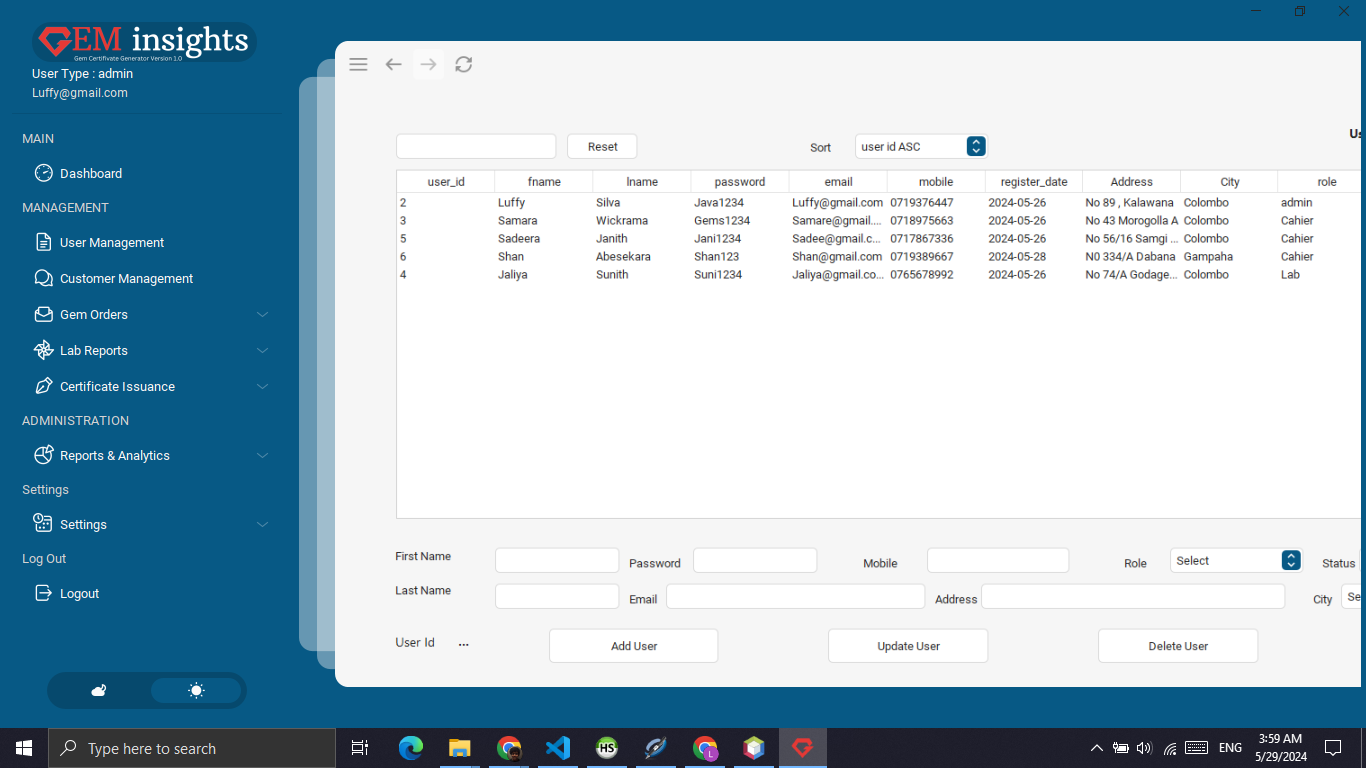 GEM insights
Gem Certifivate Generator Version 1.0
User Type : admin
Luffy@gmail.com
MAIN
Dashboard
MANAGEMENT
User Management
Customer Management
Gem Orders
Lab Reports
Certificate Issuance
ADMINISTRATION
Reports & Analytics
Settings
Settings
Log Out
Logout
Us
Reset
Sort
user id ASC
user_id fname lname password email mobile register_date Address City role
2 Luffy Silva Java1234 Luffy@gmail.com 0719376447 2024-05-26 No 89 , Kalawana Colombo admin
3 Samara Wickrama Gems1234 Samare@gmail.... 0718975663 2024-05-26 No 43 Morogolla A Colombo Cahier
5 Sadeera Janith Jani1234 Sadee@gmail.c... 0717867336 2024-05-26 No 56/16 Samgi ... Colombo Cahier
6 Shan Abesekara Shan123 Shan@gmail.com 0719389667 2024-05-28 N0 334/A Dabana Gampaha Cahier
4 Jaliya Sunith Suni1234 Jaliya@gmail.co... 0765678992 2024-05-26 No 74/A Godage... Colombo Lab
First Name Password Mobile Role Select Status
Last Name Email Address City Se
User Id ... Add User Update User Delete User
Type here to search
HS
L
ENG
3:59 AM
5/29/2024